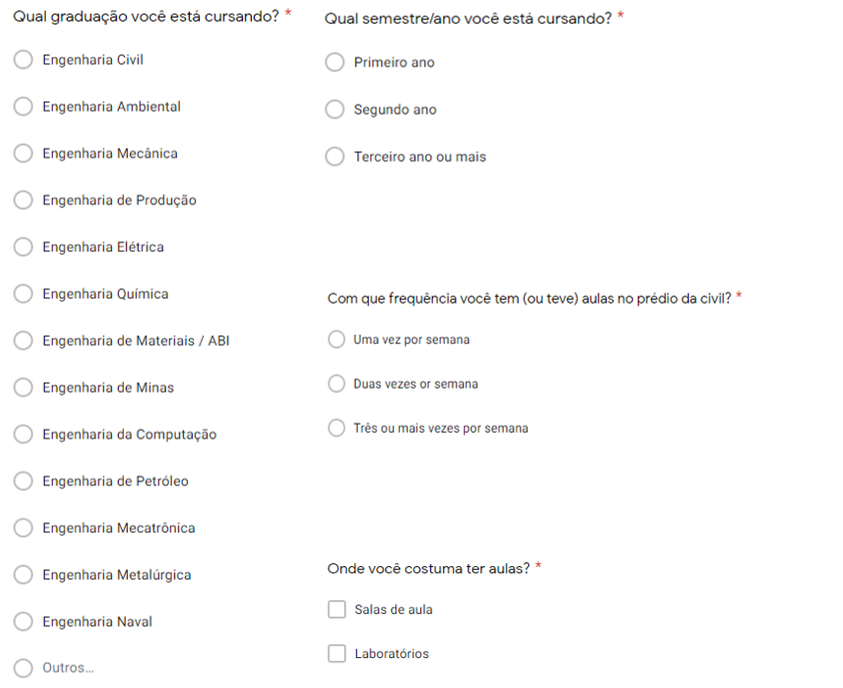 Qual graduação você está cursando? *
Engenharia Civil
Engenharia Ambiental
Engenharia Mecânica
Engenharia de Produção
Engenharia Elétrica
Engenharia Química
Engenharia de Materiais / ABI
Engenharia de Minas
Engenharia da Computação
Engenharia de Petróleo
Engenharia Mecatrônica
Engenharia Metalúrgica
Engenharia Naval
Outros...
Qual semestre/ano você está cursando? *
Primeiro ano
Segundo ano
Terceiro ano ou mais
Com que frequência você tem (ou teve) aulas no prédio da civil? *
Uma vez por semana
Duas vezes or semana
Três ou mais vezes por semana
Onde você costuma ter aulas? *
Salas de aula
Laboratórios